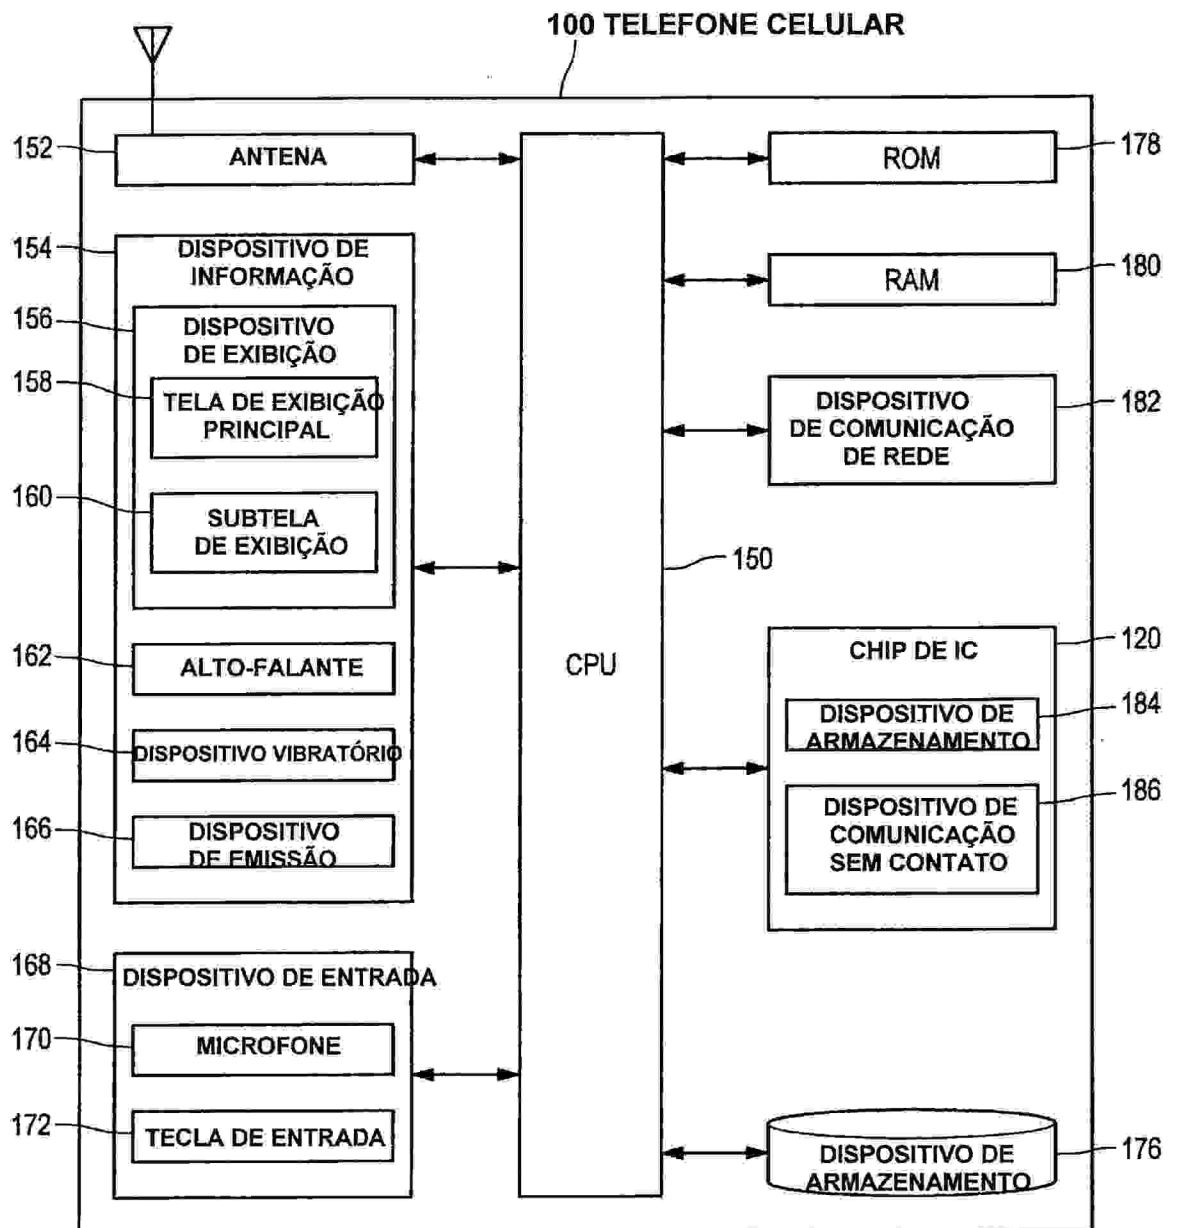 100 TELEFONE CELULAR
152
ANTENA
154
DISPOSITIVO DE
INFORMAÇÃO
156
DISPOSITIVO
DE EXIBIÇÃO
158
TELA DE EXIBIÇÃO
PRINCIPAL
160
SUBTELA
DE EXIBIÇÃO
162
ALTO-FALANTE
164
DISPOSITIVO VIBRATÓRIO
166
DISPOSITIVO
DE EMISSÃO
168
DISPOSITIVO DE ENTRADA
170
MICROFONE
172
TECLA DE ENTRADA
CPU
150
ROM
178
RAM
180
DISPOSITIVO
DE COMUNICAÇÃO
DE REDE
182
CHIP DE IC
120
DISPOSITIVO DE
ARMAZENAMENTO
184
DISPOSITIVO DE
COMUNICAÇÃO
SEM CONTATO
186
DISPOSITIVO DE
ARMAZENAMENTO
176